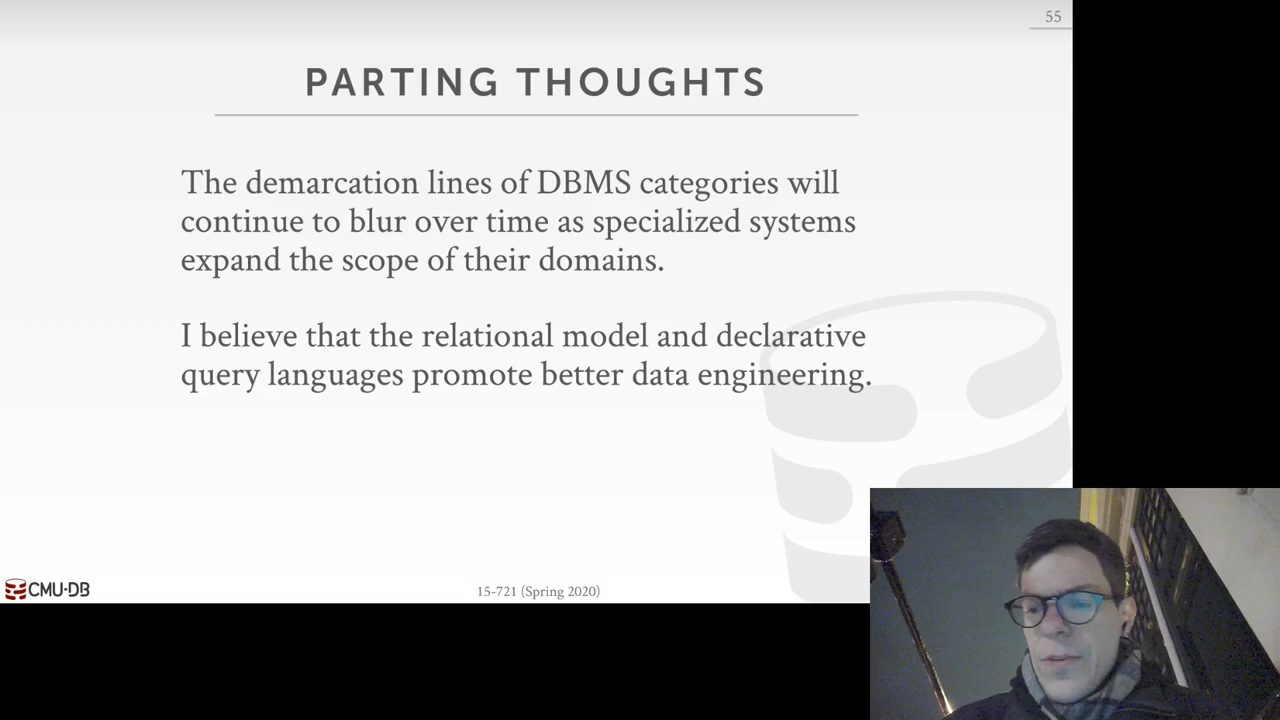 55
PARTING THOUGHTS
The demarcation lines of DBMS categories will
continue to blur over time as specialized systems
expand the scope of their domains.
I believe that the relational model and declarative
query languages promote better data engineering.
CMU·DB
15-721 (Spring 2020)